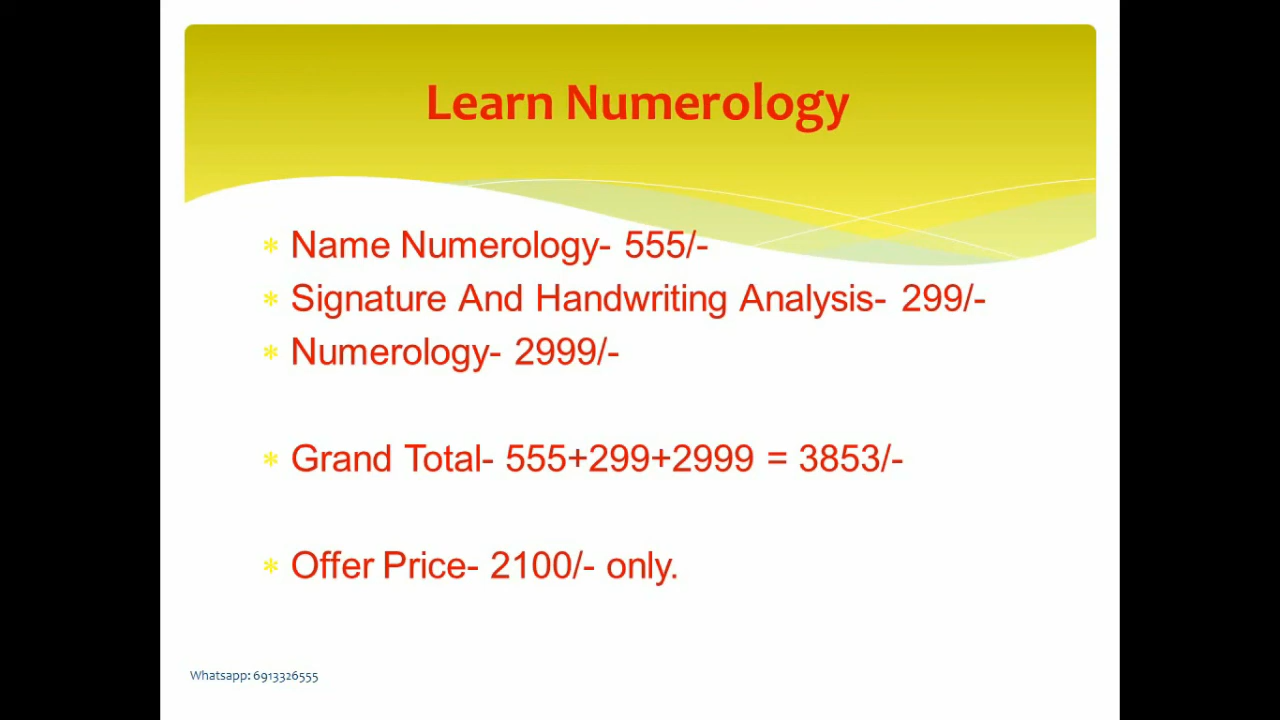 Learn Numerology
* Name Numerology- 555/-
* Signature And Handwriting Analysis- 299/-
* Numerology- 2999/-
* Grand Total- 555+299+2999 = 3853/-
* Offer Price- 2100/- only.
Whatsapp: 6913326555